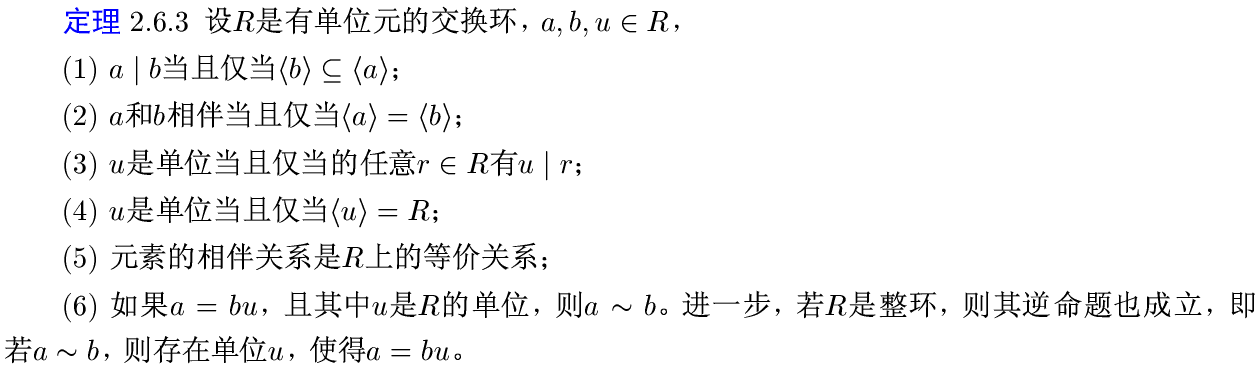 定理 2.6.3 设R是有单位元的交换环，a, b, u ∈ R，
(1) a | b当且仅当⟨b⟩ ⊆ ⟨a⟩；
(2) a和b相伴当且仅当⟨a⟩ = ⟨b⟩；
(3) u是单位当且仅当的任意r ∈ R有u | r；
(4) u是单位当且仅当⟨u⟩ = R；
(5) 元素的相伴关系是R上的等价关系；
(6) 如果a = bu，且其中u是R的单位，则a ∼ b。进一步，若R是整环，则其逆命题也成立，即
若a ∼ b，则存在单位u，使得a = bu。